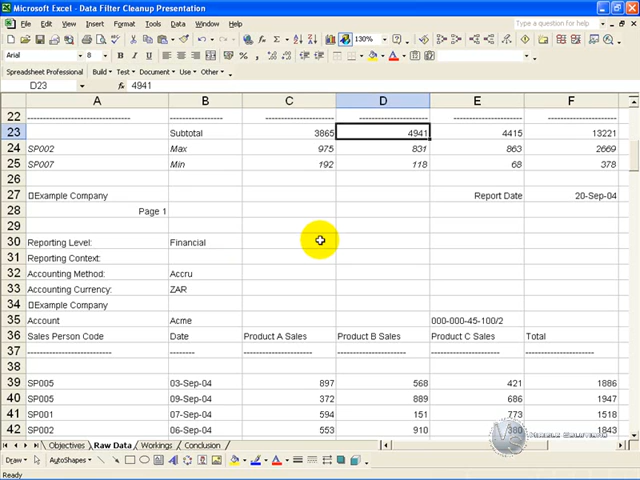 Microsoft Excel - Data Filter Cleanup Presentation
File Edit View Insert Format Tools Data Window Help
Type a question for help
130%
Arial 8 B I U
Spreadsheet Professional Build Test Document Use Other
D23 4941
A B C D E F
22 ------------------------------- ---------------- --------------------- --------------------- --------------------- ---------------------
23 Subtotal 3865 4941 4415 13221
24 SP002 Max 975 831 863 2669
25 SP007 Min 192 118 68 378
26
27 Example Company Report Date 20-Sep-04
28 Page 1
29
30 Reporting Level: Financial
31 Reporting Context:
32 Accounting Method: Accru
33 Accounting Currency: ZAR
34 Example Company
35 Account Acme 000-000-45-100/2
36 Sales Person Code Date Product A Sales Product B Sales Product C Sales Total
37 ------------------------- -------- --------------------- --------------------- --------------------- ---------------------
38
39 SP005 03-Sep-04 897 568 421 1886
40 SP005 09-Sep-04 372 889 686 1947
41 SP001 07-Sep-04 594 151 773 1518
42 SP002 06-Sep-04 553 910 380 1843
Objectives Raw Data Workings Conclusion
Draw AutoShapes
Ready